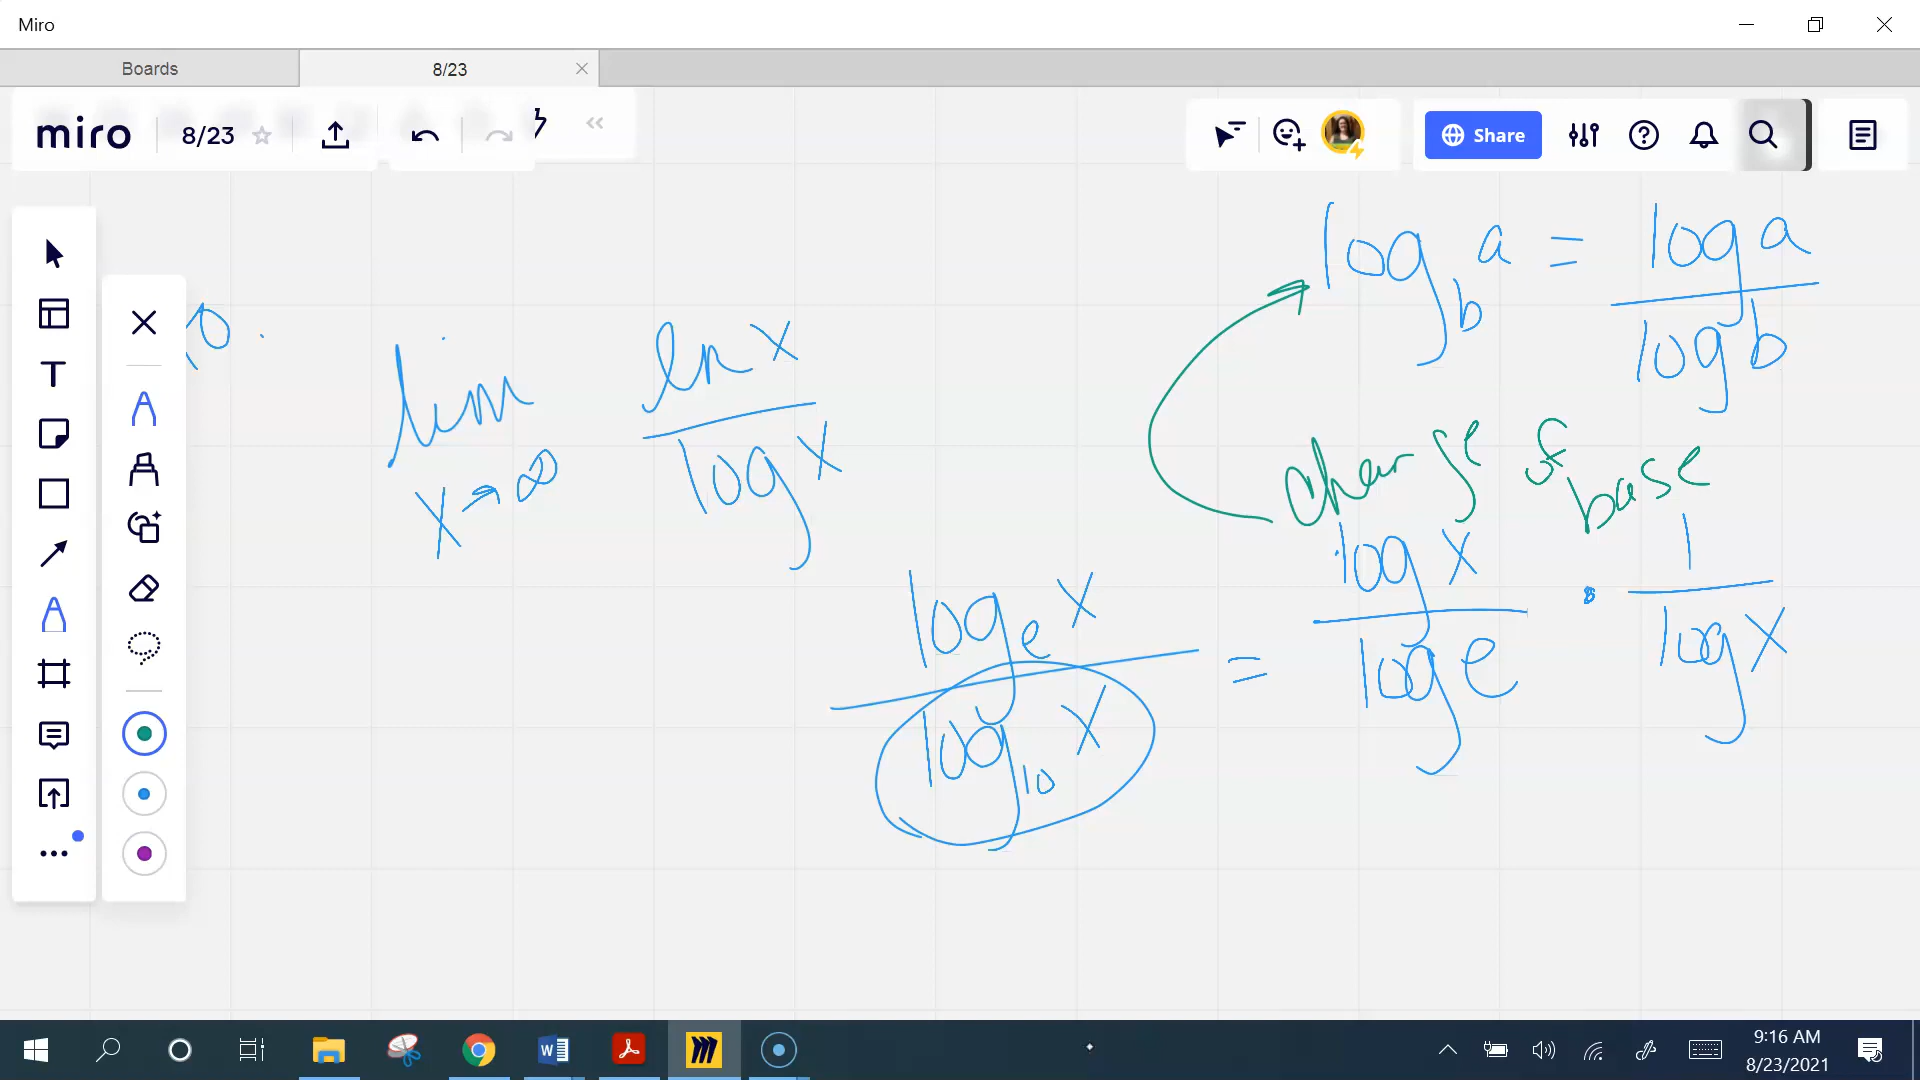 Miro
Boards
8/23
miro
8/23
Share
log_b a = log a / log b
10.
lim x→∞ ln x / log x
change of base
log_e x / log_10 x = log x / log e · 1 / log x
9:16 AM
8/23/2021